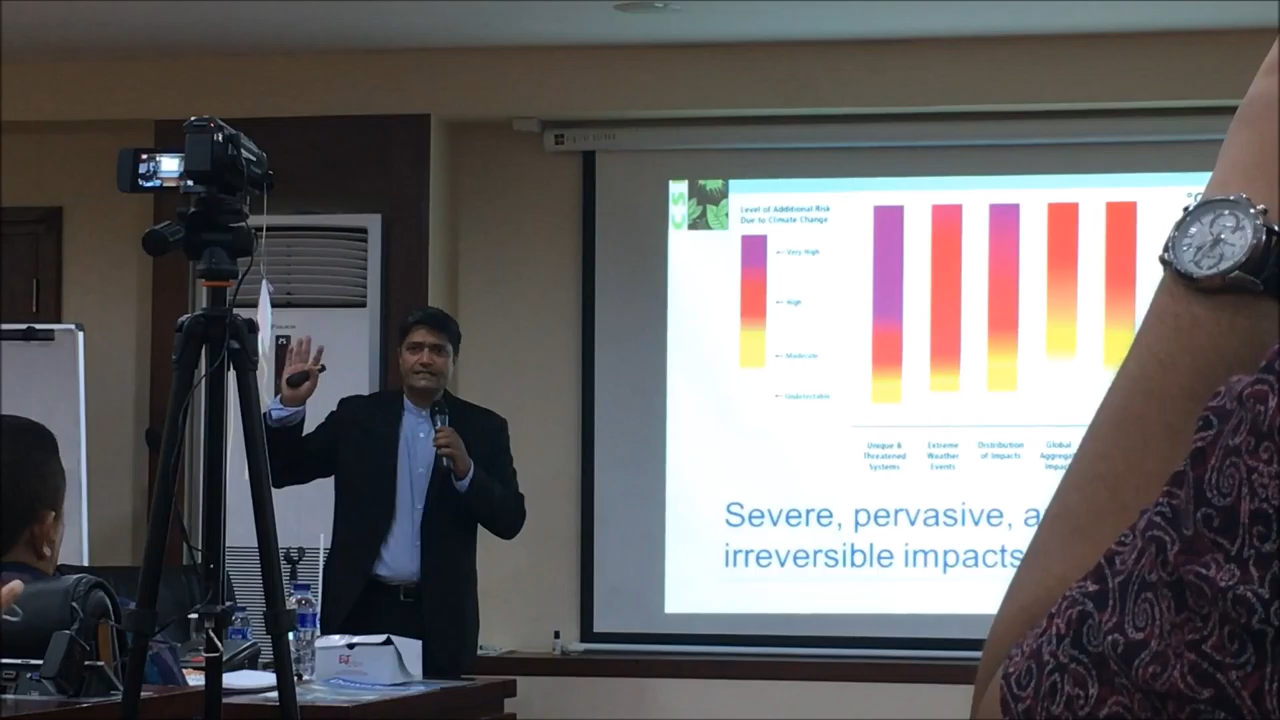 CSE
Level of Additional Risk
Due to Climate Change
Very High
High
Moderate
Undetectable
°C
Unique &
Threatened
Systems
Extreme
Weather
Events
Distribution
of Impacts
Global
Severe, pervasive, a
irreversible impacts